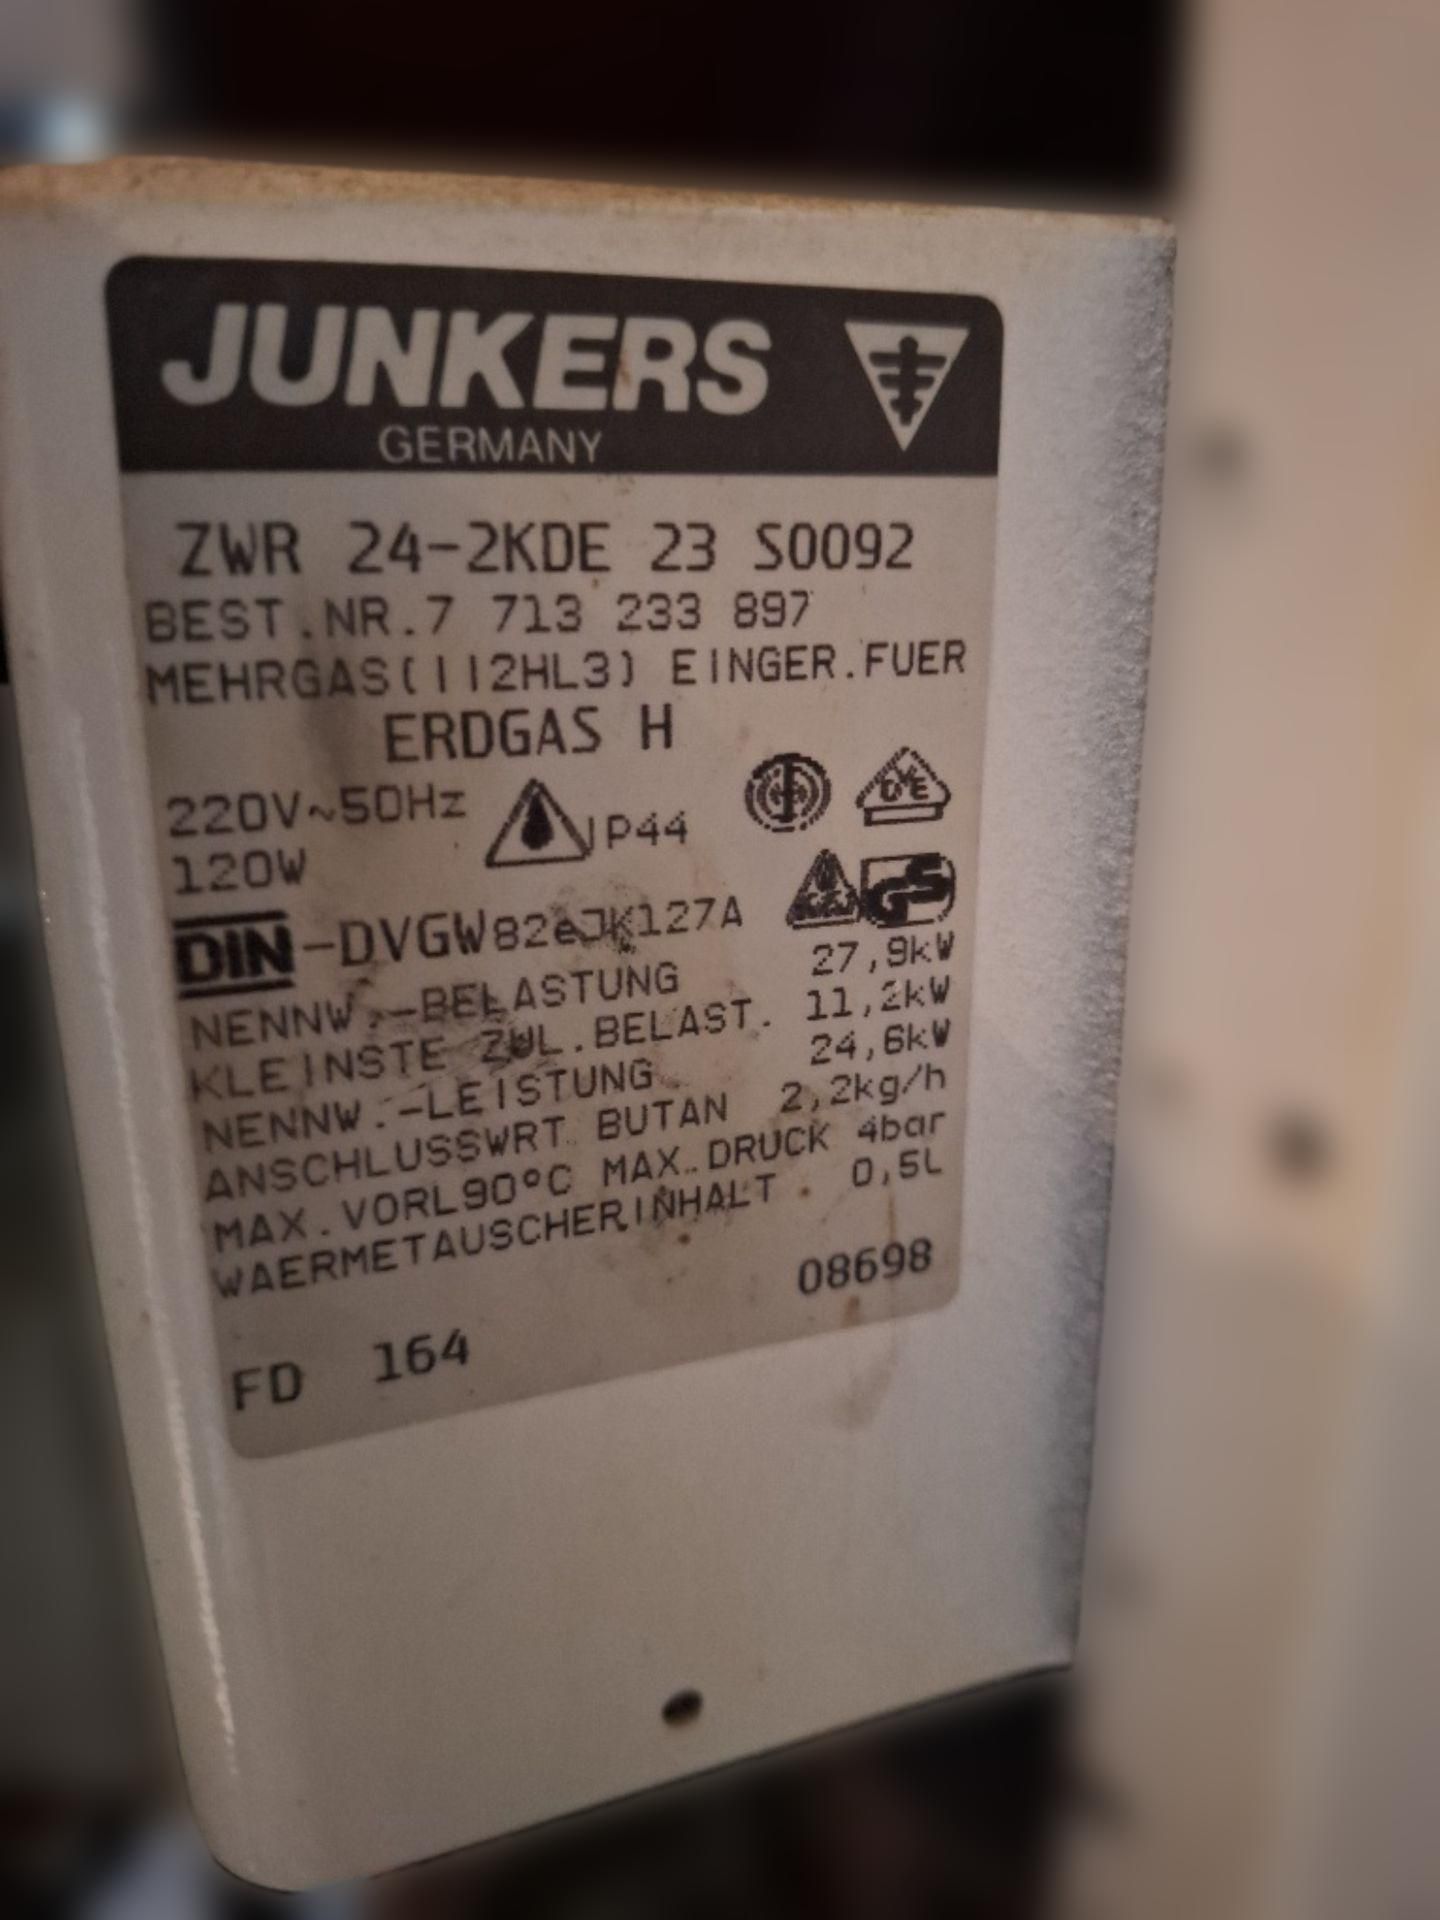 JUNKERS
GERMANY
ZWR 24-2KDE 23 S0092
BEST.NR.7 713 233 897
MEHRGAS(II2HL3) EINGER.FUER
ERDGAS H
220V~50Hz
IP44
DVE
120W
GS
DIN-DVGW82eJK127A
NENNW.-BELASTUNG 27,9kW
KLEINSTE ZUL.BELAST. 11,2kW
NENNW.-LEISTUNG 24,6kW
ANSCHLUSSWRT BUTAN 2,2kg/h
MAX.VORL90°C MAX.DRUCK 4bar
WAERMETAUSCHERINHALT 0,5L
08698
FD 164